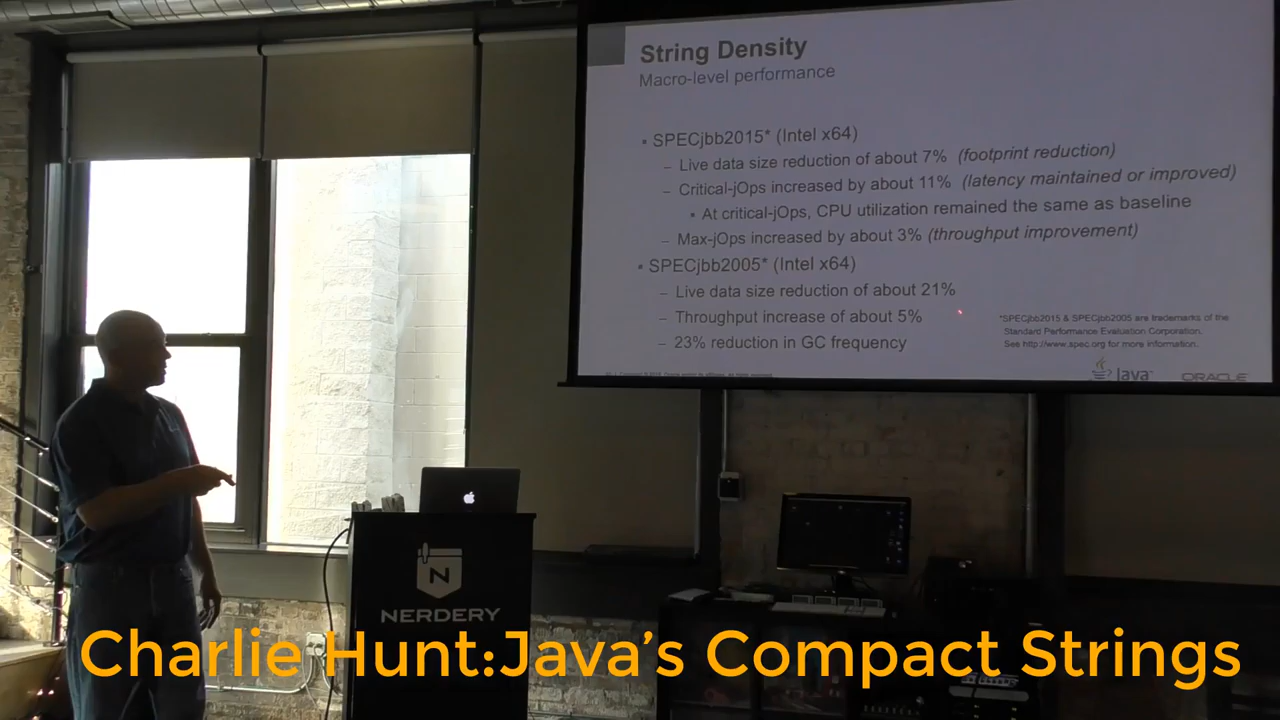 String Density
Macro-level performance
▪ SPECjbb2015* (Intel x64)
– Live data size reduction of about 7% (footprint reduction)
– Critical-jOps increased by about 11% (latency maintained or improved)
▪ At critical-jOps, CPU utilization remained the same as baseline
– Max-jOps increased by about 3% (throughput improvement)
▪ SPECjbb2005* (Intel x64)
– Live data size reduction of about 21%
– Throughput increase of about 5%
– 23% reduction in GC frequency
*SPECjbb2015 & SPECjbb2005 are trademarks of the
Standard Performance Evaluation Corporation.
See http://www.spec.org for more information.
Java
ORACLE
N
NERDERY
Charlie Hunt:Java's Compact Strings